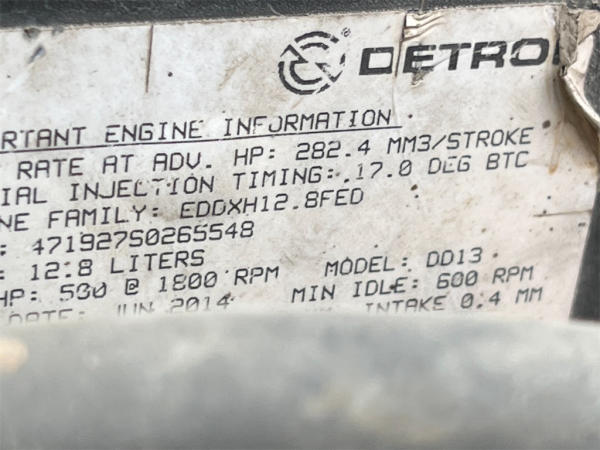 DETRO
RTANT ENGINE INFORMATION
RATE AT ADV. HP: 282.4 MM3/STROKE
IAL INJECTION TIMING: 17.0 DEG BTC
NE FAMILY: EDDXH12.8FED
: 471927S0265548
: 12.8 LITERS MODEL: DD13
HP: 500 @ 1800 RPM MIN IDLE: 600 RPM
DATE: JUN 2014 INTAKE 0.4 MM